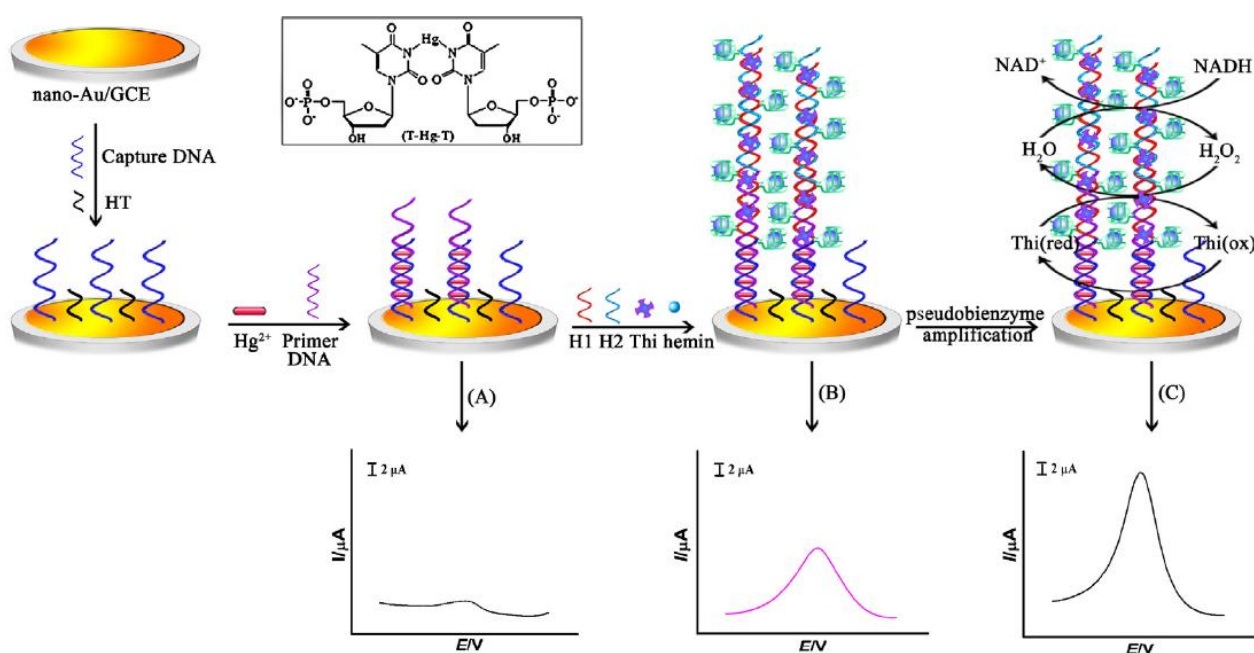 nano-Au/GCE
Capture DNA
HT
O
N
Hg
N
O
N
O
O
N
⁻O-P-O
O
O⁻
O⁻
O
O-P-O⁻
O
O⁻
OH
(T-Hg-T)
OH
Hg²⁺ Primer
DNA
H1 H2 Thi hemin
pseudobienzyme
amplification
NAD⁺
NADH
H₂O
H₂O₂
Thi(red)
Thi(ox)
(A)
(B)
(C)
2 μA
I/μA
E/V
2 μA
I/μA
E/V
2 μA
I/μA
E/V